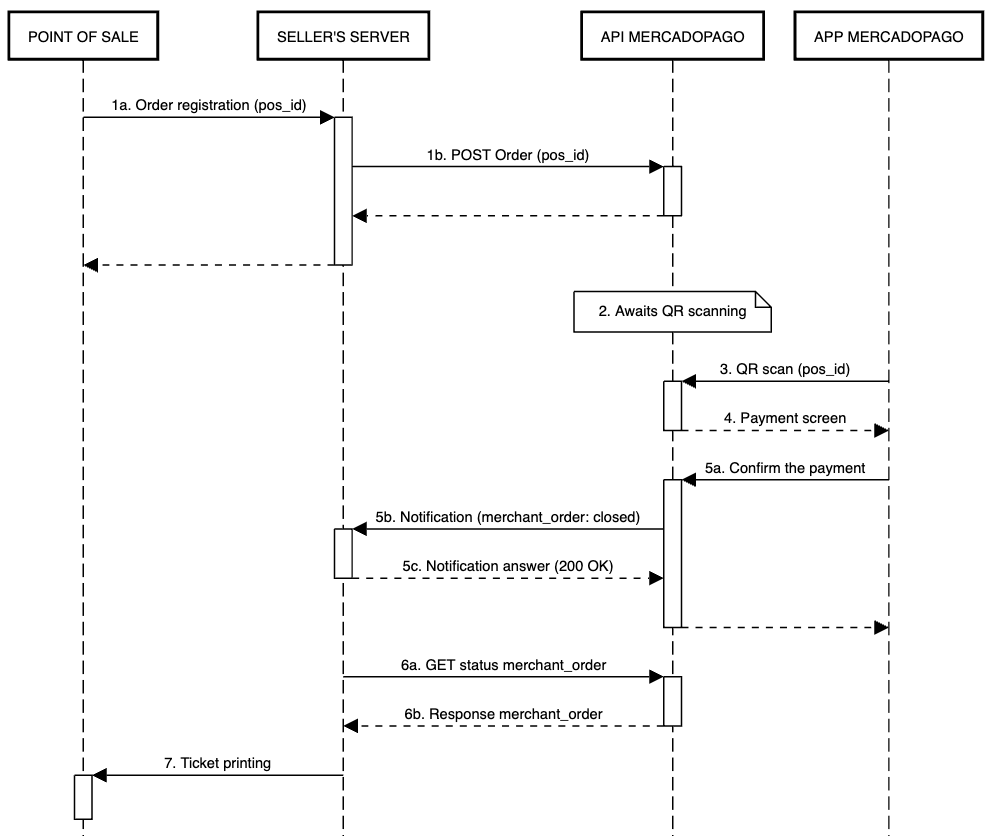 POINT OF SALE
SELLER'S SERVER
API MERCADOPAGO
APP MERCADOPAGO
1a. Order registration (pos_id)
1b. POST Order (pos_id)
2. Awaits QR scanning
3. QR scan (pos_id)
4. Payment screen
5a. Confirm the payment
5b. Notification (merchant_order: closed)
5c. Notification answer (200 OK)
6a. GET status merchant_order
6b. Response merchant_order
7. Ticket printing